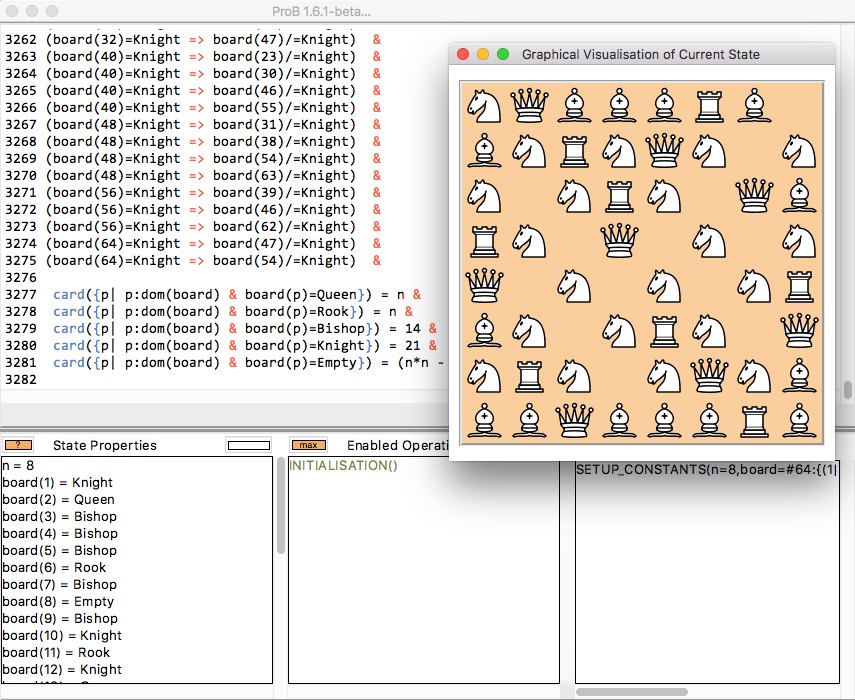 ProB 1.6.1-beta...
3262 (board(32)=Knight => board(47)/=Knight) &
3263 (board(40)=Knight => board(23)/=Knight) &
3264 (board(40)=Knight => board(30)/=Knight) &
3265 (board(40)=Knight => board(46)/=Knight) &
3266 (board(40)=Knight => board(55)/=Knight) &
3267 (board(48)=Knight => board(31)/=Knight) &
3268 (board(48)=Knight => board(38)/=Knight) &
3269 (board(48)=Knight => board(54)/=Knight) &
3270 (board(48)=Knight => board(63)/=Knight) &
3271 (board(56)=Knight => board(39)/=Knight) &
3272 (board(56)=Knight => board(46)/=Knight) &
3273 (board(56)=Knight => board(62)/=Knight) &
3274 (board(64)=Knight => board(47)/=Knight) &
3275 (board(64)=Knight => board(54)/=Knight) &
3276
3277 card({p| p:dom(board) & board(p)=Queen}) = n &
3278 card({p| p:dom(board) & board(p)=Rook}) = n &
3279 card({p| p:dom(board) & board(p)=Bishop}) = 14 &
3280 card({p| p:dom(board) & board(p)=Knight}) = 21 &
3281 card({p| p:dom(board) & board(p)=Empty}) = (n*n -
3282
Graphical Visualisation of Current State
? State Properties
n = 8
board(1) = Knight
board(2) = Queen
board(3) = Bishop
board(4) = Bishop
board(5) = Bishop
board(6) = Rook
board(7) = Bishop
board(8) = Empty
board(9) = Bishop
board(10) = Knight
board(11) = Rook
board(12) = Knight
max Enabled Operati
INITIALISATION()
SETUP_CONSTANTS(n=8,board=#64:{(1|